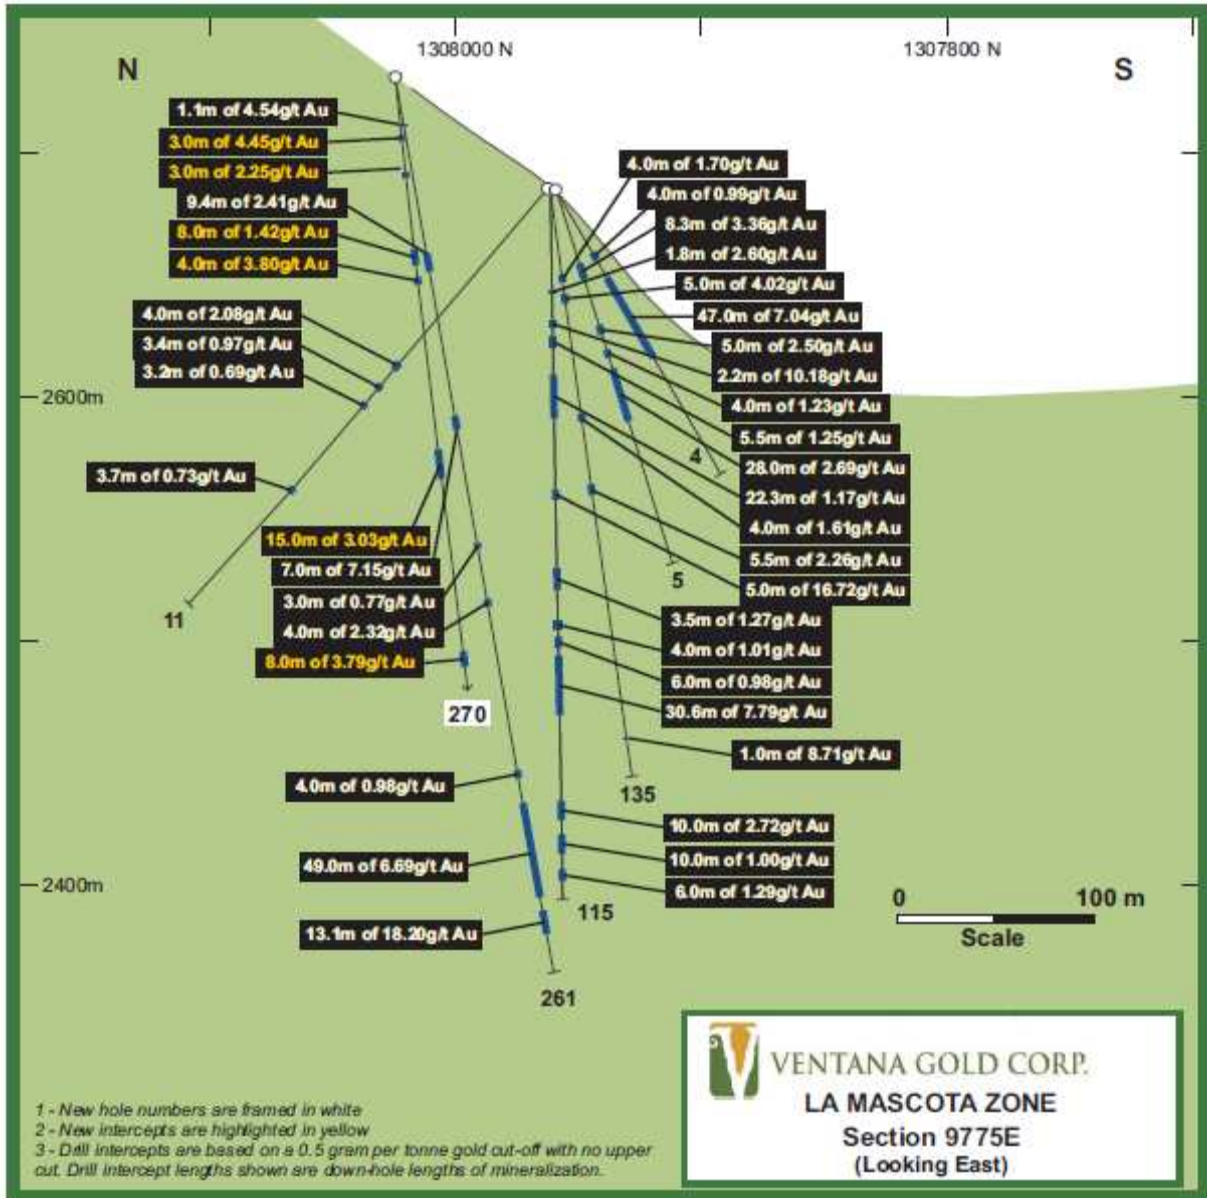 1308000 N
1307800 N
N
S
1.1m of 4.54g/t Au
3.0m of 4.45g/t Au
3.0m of 2.25g/t Au
9.4m of 2.41g/t Au
8.0m of 1.42g/t Au
4.0m of 3.80g/t Au
4.0m of 2.08g/t Au
3.4m of 0.97g/t Au
3.2m of 0.69g/t Au
2600m
3.7m of 0.73g/t Au
15.0m of 3.03g/t Au
7.0m of 7.15g/t Au
3.0m of 0.77g/t Au
4.0m of 2.32g/t Au
8.0m of 3.79g/t Au
11
270
4.0m of 0.98g/t Au
49.0m of 6.69g/t Au
2400m
13.1m of 18.20g/t Au
261
4.0m of 1.70g/t Au
4.0m of 0.99g/t Au
8.3m of 3.36g/t Au
1.8m of 2.60g/t Au
5.0m of 4.02g/t Au
47.0m of 7.04g/t Au
5.0m of 2.50g/t Au
2.2m of 10.18g/t Au
4.0m of 1.23g/t Au
5.5m of 1.25g/t Au
28.0m of 2.69g/t Au
22.3m of 1.17g/t Au
4.0m of 1.61g/t Au
5.5m of 2.26g/t Au
5.0m of 16.72g/t Au
4
5
3.5m of 1.27g/t Au
4.0m of 1.01g/t Au
6.0m of 0.98g/t Au
30.6m of 7.79g/t Au
1.0m of 8.71g/t Au
135
10.0m of 2.72g/t Au
10.0m of 1.00g/t Au
6.0m of 1.29g/t Au
115
0 100 m
Scale
VENTANA GOLD CORP.
LA MASCOTA ZONE
Section 9775E
(Looking East)
1 - New hole numbers are framed in white
2 - New intercepts are highlighted in yellow
3 - Drill intercepts are based on a 0.5 gram per tonne gold cut-off with no upper
cut. Drill intercept lengths shown are down-hole lengths of mineralization.